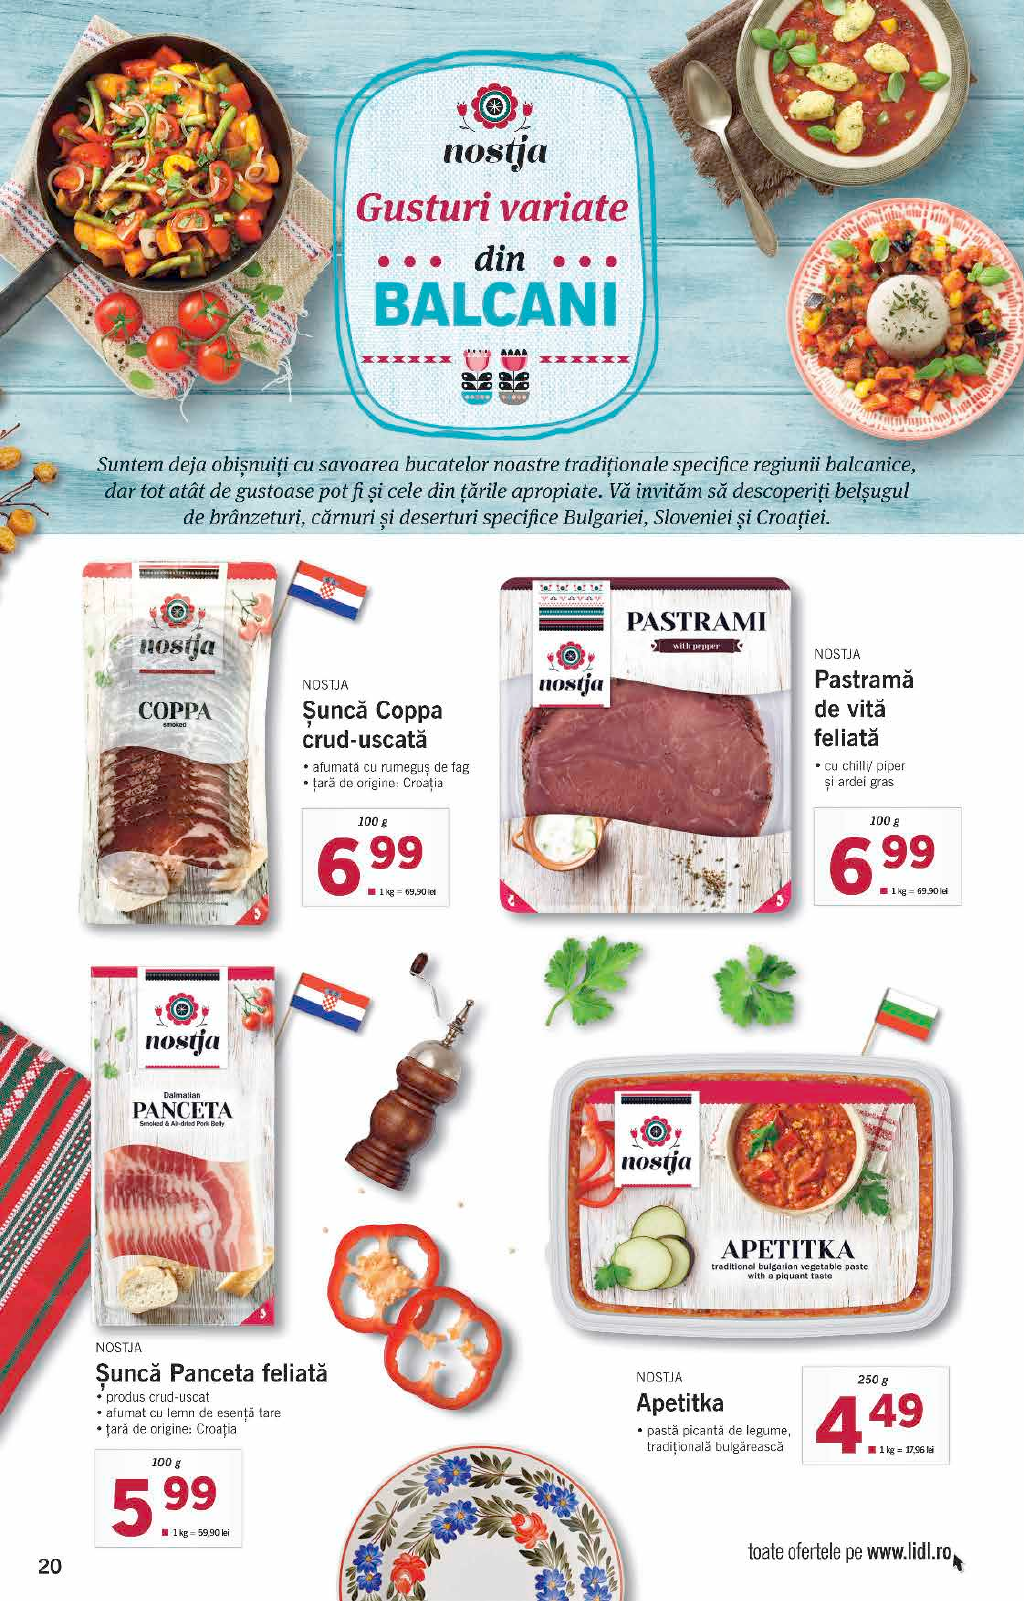 nostja
Gusturi variate
din
BALCANI
Suntem deja obișnuiți cu savoarea bucatelor noastre tradiționale specifice regiunii balcanice,
dar tot atât de gustoase pot fi și cele din țările apropiate. Vă invităm să descoperiți belșugul
de brânzeturi, cărnuri și deserturi specifice Bulgariei, Sloveniei și Croației.
nostja
COPPA
smoked
NOSTJA
Șuncă Coppa
crud-uscată
• afumată cu rumeguș de fag
• țară de origine: Croația
100 g
6 99
1 kg = 69,90 lei
PASTRAMI
with pepper
nostja
NOSTJA
Pastramă
de vită
feliată
• cu chilli/ piper
și ardei gras
100 g
6 99
1 kg = 69,90 lei
nostja
Dalmatian
PANCETA
Smoked & Air-dried Pork Belly
NOSTJA
Șuncă Panceta feliată
• produs crud-uscat
• afumat cu lemn de esență tare
• țară de origine: Croația
100 g
5 99
1 kg = 59,90 lei
nostja
APETITKA
traditional bulgarian vegetable paste
with a piquant taste
NOSTJA
Apetitka
• pastă picantă de legume,
tradițională bulgărească
250 g
4 49
1 kg = 17,96 lei
toate ofertele pe www.lidl.ro
20